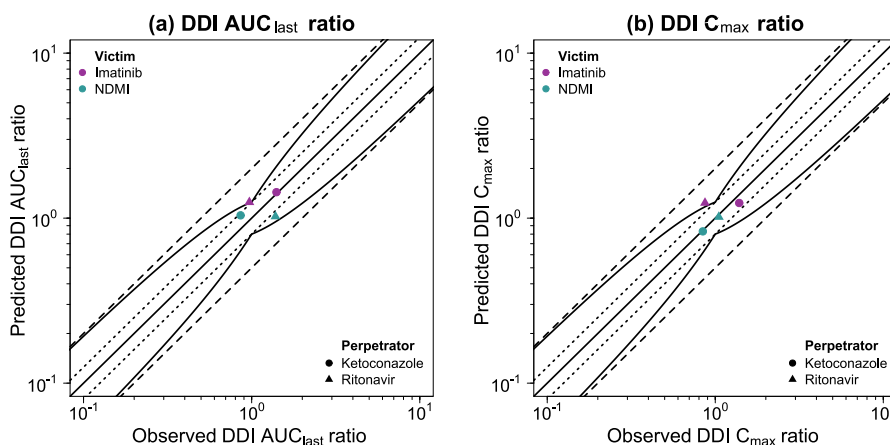 (a) DDI AUClast ratio
Predicted DDI AUClast ratio
10¹
10⁰
10⁻¹
Victim
Imatinib
NDMI
Perpetrator
Ketoconazole
Ritonavir
10⁻¹
10⁰
10¹
Observed DDI AUClast ratio
(b) DDI Cmax ratio
Predicted DDI Cmax ratio
10¹
10⁰
10⁻¹
Victim
Imatinib
NDMI
Perpetrator
Ketoconazole
Ritonavir
10⁻¹
10⁰
10¹
Observed DDI Cmax ratio